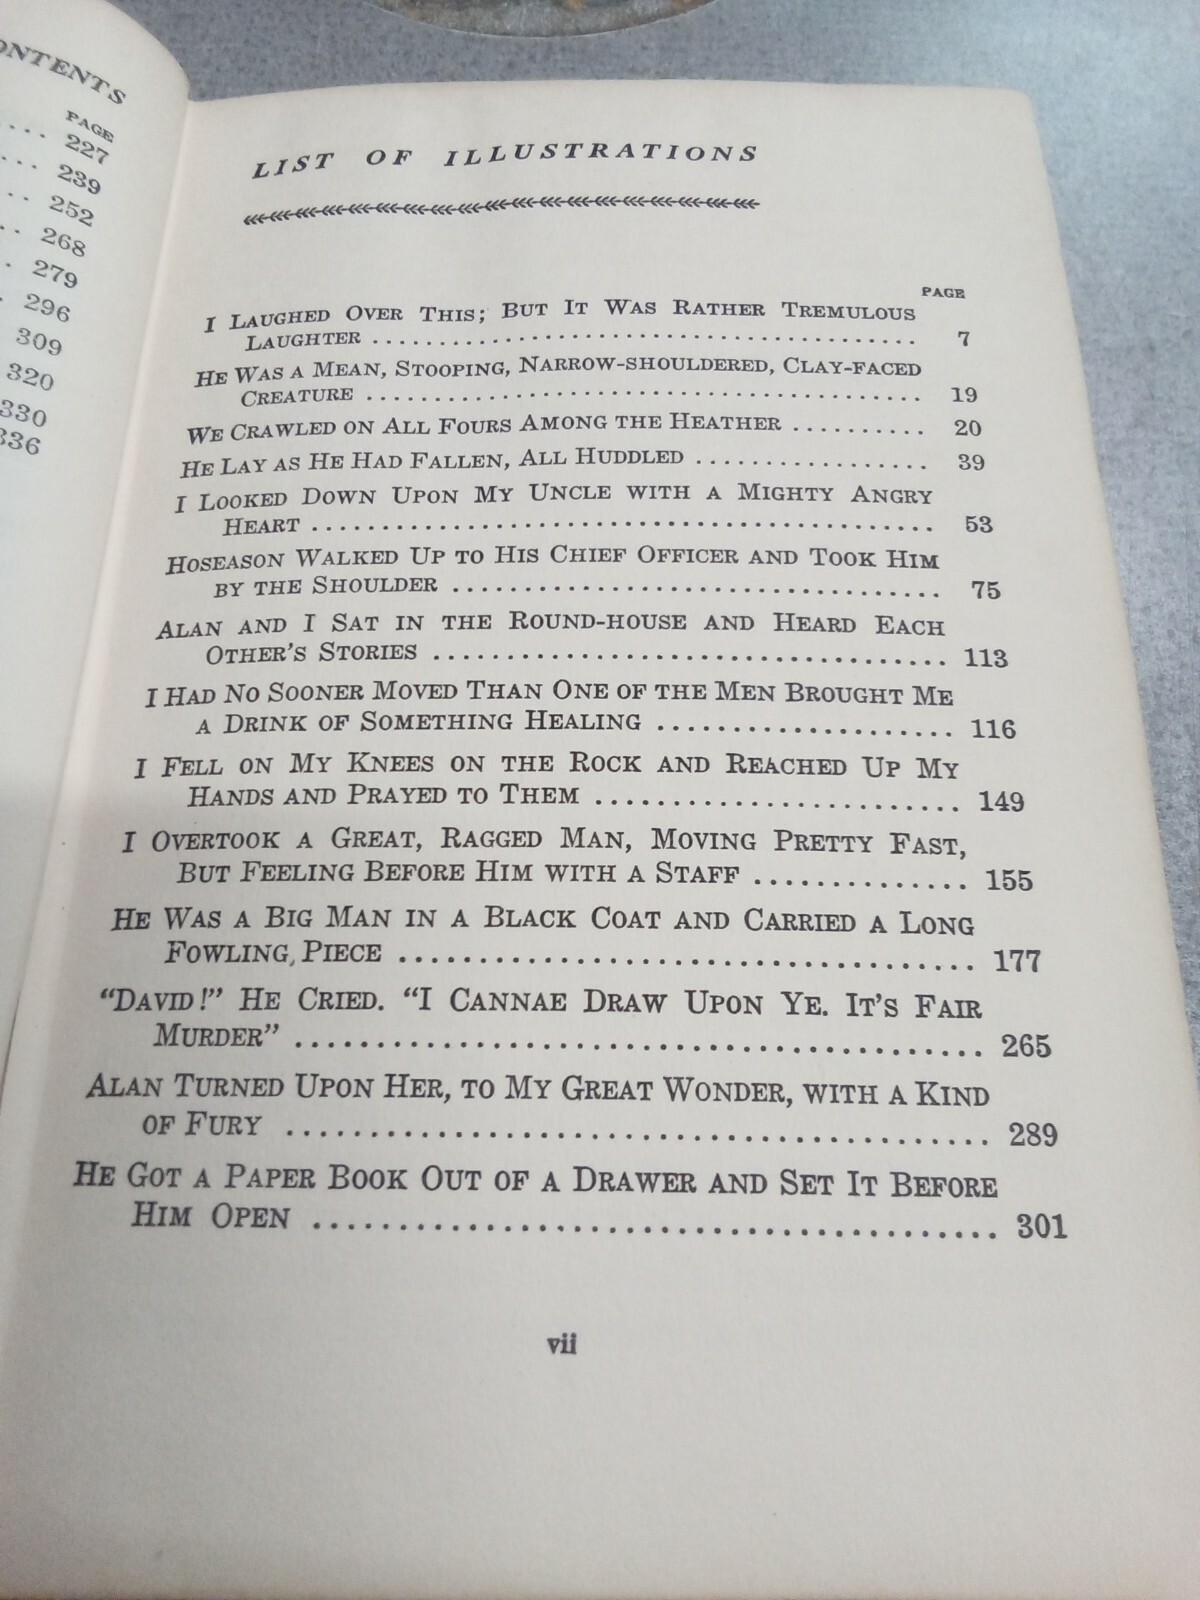 CONTENTS
PAGE
.... 227
... 239
.. 252
.. 268
. 279
. 296
309
320
330
336
LIST OF ILLUSTRATIONS
PAGE
I LAUGHED OVER THIS; BUT IT WAS RATHER TREMULOUS
LAUGHTER ........................................ 7
HE WAS A MEAN, STOOPING, NARROW-SHOULDERED, CLAY-FACED
CREATURE ........................................ 19
WE CRAWLED ON ALL FOURS AMONG THE HEATHER .......... 20
HE LAY AS HE HAD FALLEN, ALL HUDDLED .................. 39
I LOOKED DOWN UPON MY UNCLE WITH A MIGHTY ANGRY
HEART ............................................. 53
HOSEASON WALKED UP TO HIS CHIEF OFFICER AND TOOK HIM
BY THE SHOULDER .................................... 75
ALAN AND I SAT IN THE ROUND-HOUSE AND HEARD EACH
OTHER'S STORIES ................................... 113
I HAD NO SOONER MOVED THAN ONE OF THE MEN BROUGHT ME
A DRINK OF SOMETHING HEALING .................... 116
I FELL ON MY KNEES ON THE ROCK AND REACHED UP MY
HANDS AND PRAYED TO THEM ........................ 149
I OVERTOOK A GREAT, RAGGED MAN, MOVING PRETTY FAST,
BUT FEELING BEFORE HIM WITH A STAFF .............. 155
HE WAS A BIG MAN IN A BLACK COAT AND CARRIED A LONG
FOWLING, PIECE .................................... 177
"DAVID!" HE CRIED. "I CANNAE DRAW UPON YE. IT'S FAIR
MURDER" ........................................... 265
ALAN TURNED UPON HER, TO MY GREAT WONDER, WITH A KIND
OF FURY ........................................... 289
HE GOT A PAPER BOOK OUT OF A DRAWER AND SET IT BEFORE
HIM OPEN .......................................... 301
vii